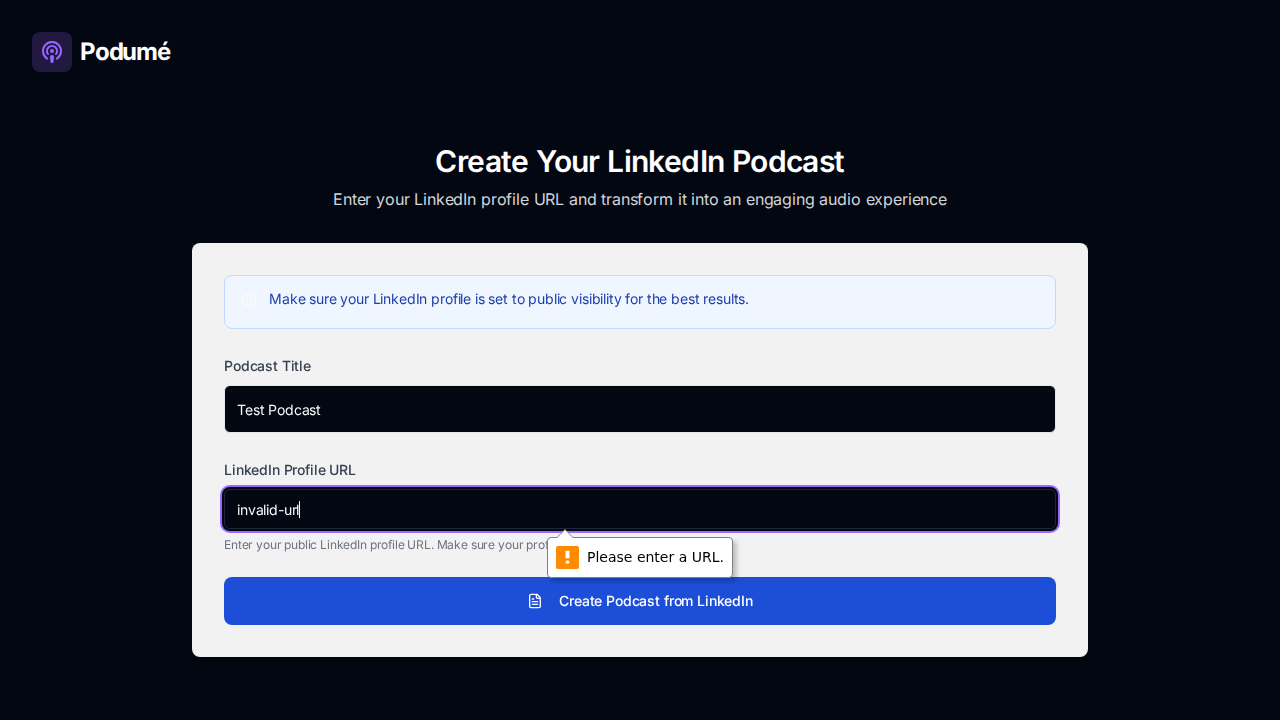 Podumé
Create Your LinkedIn Podcast
Enter your LinkedIn profile URL and transform it into an engaging audio experience
Make sure your LinkedIn profile is set to public visibility for the best results.
Podcast Title
Test Podcast
LinkedIn Profile URL
invalid-url
Enter your public LinkedIn profile URL. Make sure your
Please enter a URL.
Create Podcast from LinkedIn